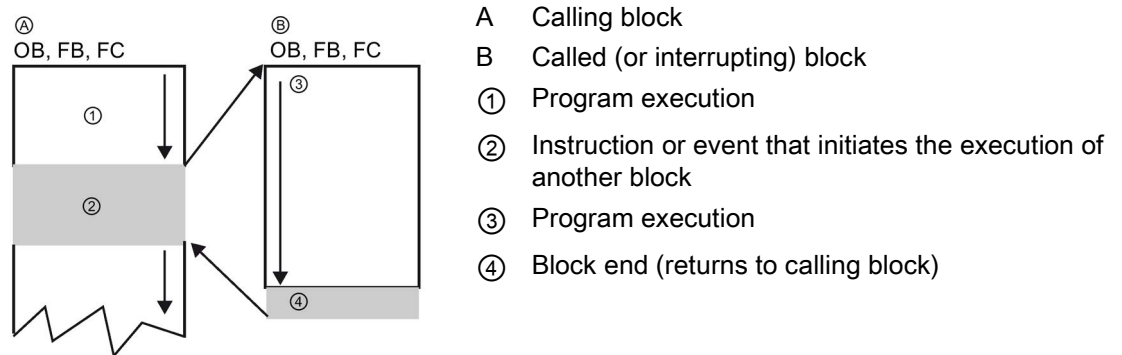 Ⓐ
OB, FB, FC
①
②
Ⓑ
OB, FB, FC
③
④
A Calling block
B Called (or interrupting) block
① Program execution
② Instruction or event that initiates the execution of
another block
③ Program execution
④ Block end (returns to calling block)